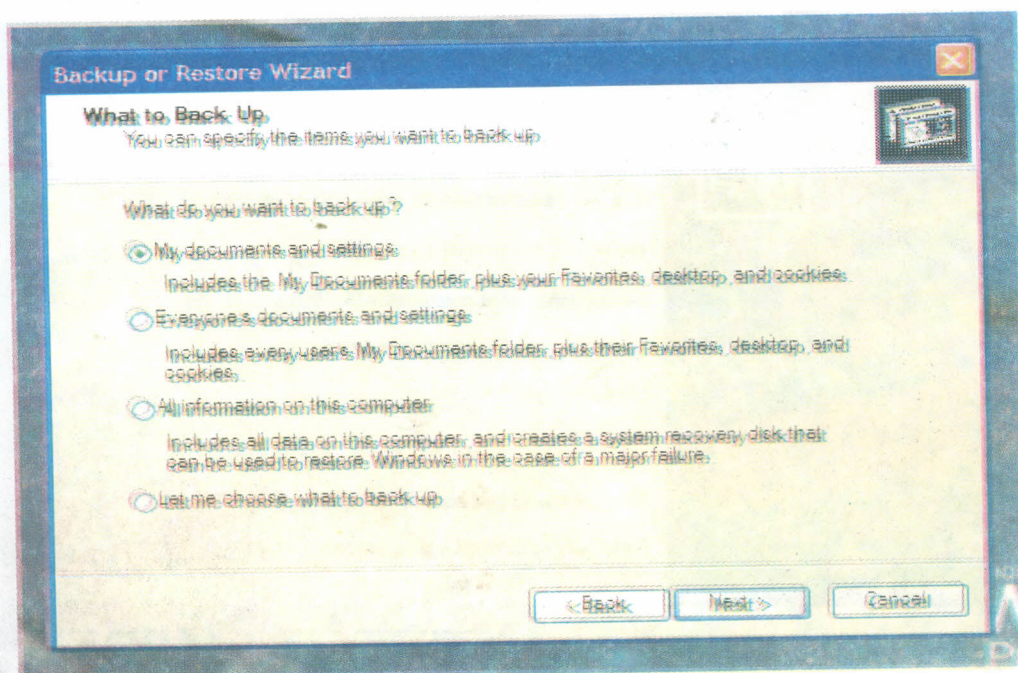 Backup or Restore Wizard
What to Back Up
You can specify the items you want to back up
What do you want to back up?
My documents and settings
Includes the My Documents folder, plus your Favorites, desktop, and cookies.
Everyone's documents and settings
Includes every user's My Documents folder, plus their Favorites, desktop, and
cookies.
All information on this computer
Includes all data on this computer, and creates a system recovery disk that
can be used to restore Windows in the case of a major failure.
Let me choose what to back up
< Back
Next >
Cancel